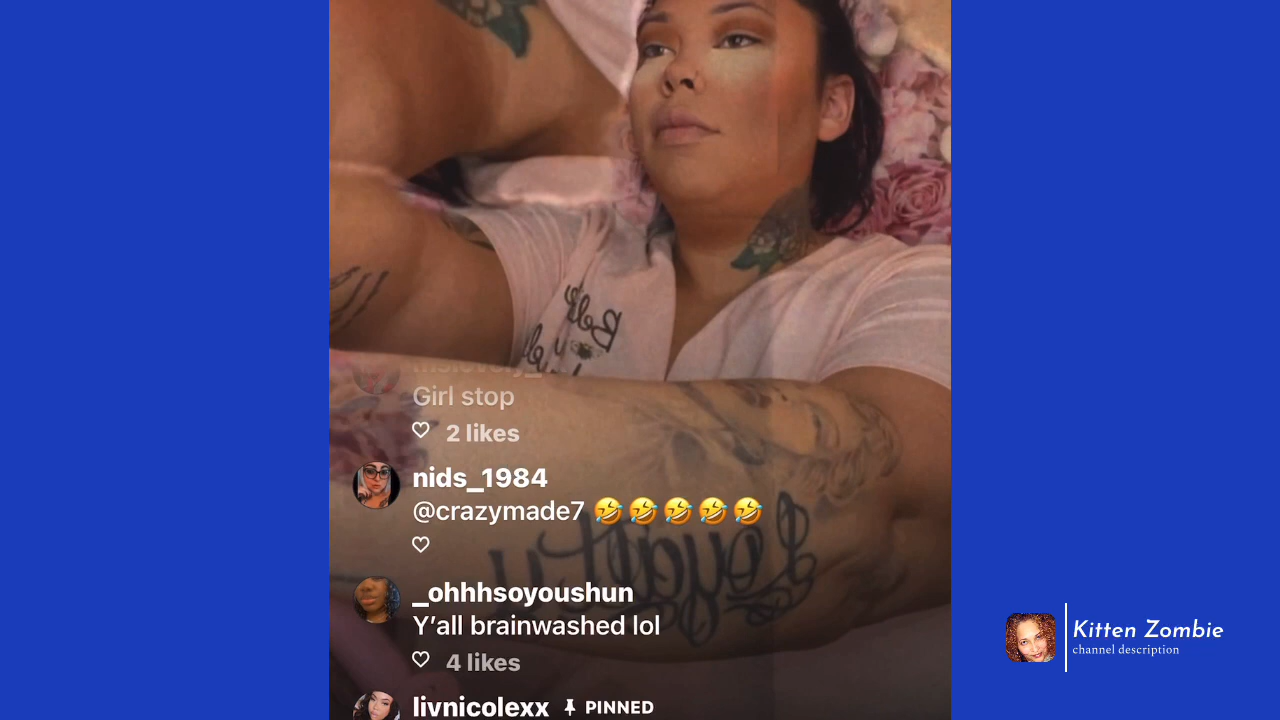 Girl stop
2 likes
nids_1984
@crazymade7 🤣🤣🤣🤣🤣
_ohhhsoyoushun
Y’all brainwashed lol
4 likes
livnicolexx PINNED
Kitten Zombie
channel description